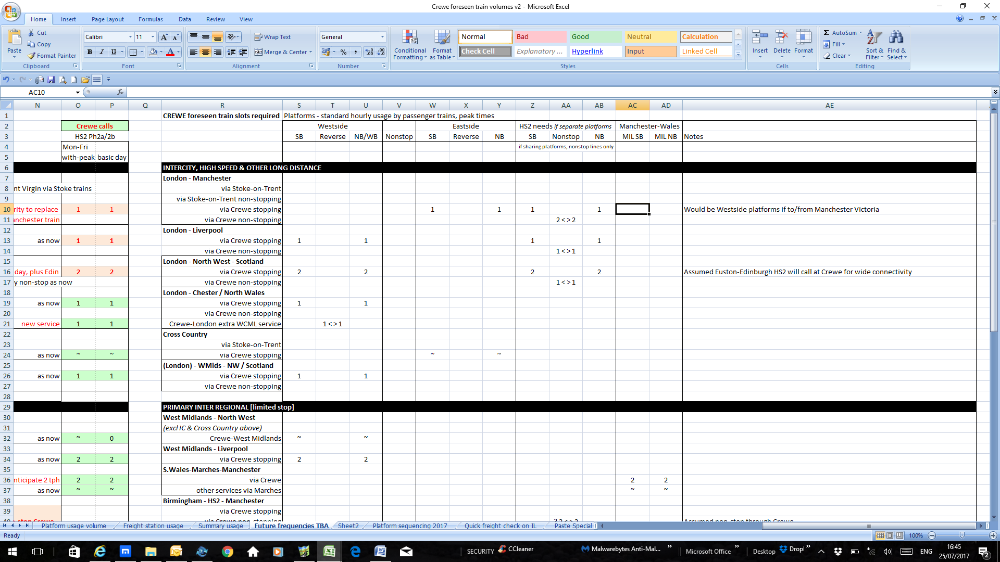 Crewe foreseen train volumes v2 - Microsoft Excel
Home Insert Page Layout Formulas Data Review View
Paste Cut Copy Format Painter Clipboard
Calibri 11 B I U Font
Wrap Text Merge & Center Alignment
General % , Number
Conditional Formatting Format as Table
Normal Bad Good Neutral Calculation
Check Cell Explanatory ... Hyperlink Input Linked Cell
Styles
Insert Delete Format Cells
Σ AutoSum Fill Clear Sort & Filter Find & Select Editing
AC10 fx
N O P Q R S T U V W X Y Z AA AB AC AD AE
1 CREWE foreseen train slots required Platforms - standard hourly usage by passenger trains, peak times
2 Crewe calls Westside Eastside HS2 needs if separate platforms Manchester-Wales
3 HS2 Ph2a/2b SB Reverse NB/WB Nonstop SB Reverse NB SB Nonstop NB MIL SB MIL NB Notes
4 Mon-Fri if sharing platforms, nonstop lines only
5 with-peak basic day
6 INTERCITY, HIGH SPEED & OTHER LONG DISTANCE
7 London - Manchester
8 nt Virgin via Stoke trains via Stoke-on-Trent
9 via Stoke-on-Trent non-stopping
10 rity to replace 1 1 via Crewe stopping 1 1 1 1 Would be Westside platforms if to/from Manchester Victoria
11 nchester train via Crewe non-stopping 2 < > 2
12 London - Liverpool
13 as now 1 1 via Crewe stopping 1 1 1 1
14 via Crewe non-stopping 1 < > 1
15 London - North West - Scotland
16 day, plus Edin 2 2 via Crewe stopping 2 2 2 2 Assumed Euston-Edinburgh HS2 will call at Crewe for wide connectivity
17 y non-stop as now via Crewe non-stopping 1 < > 1
18 London - Chester / North Wales
19 as now 1 1 via Crewe stopping 1 1
20 via Crewe non-stopping
21 new service 1 1 Crewe-London extra WCML service 1 < > 1
22 Cross Country
23 via Stoke-on-Trent
24 as now ~ ~ via Crewe stopping ~ ~
25 (London) - WMids - NW / Scotland
26 as now 1 1 via Crewe stopping 1 1
27 via Crewe non-stopping
28
29 PRIMARY INTER REGIONAL [limited stop]
30 West Midlands - North West
31 (excl IC & Cross Country above)
32 as now ~ 0 Crewe-West Midlands ~ ~
33 West Midlands - Liverpool
34 as now 2 2 via Crewe stopping 2 2
35 S.Wales-Marches-Manchester
36 nticipate 2 tph 2 2 via Crewe 2 2
37 as now ~ ~ other services via Marches ~ ~
38 Birmingham - HS2 - Manchester
39 via Crewe stopping
40 stop Crewe via Crewe non-stopping Assumed non-stop through Crewe
Platform usage volume Freight station usage Summary usage Future frequencies TBA Sheet2 Platform sequencing 2017 Quick freight check on IL Paste Special
Ready 100%
SECURITY CCleaner Malwarebytes Anti-Mal... Microsoft Office Desktop Dropl ENG 16:45
25/07/2017 2